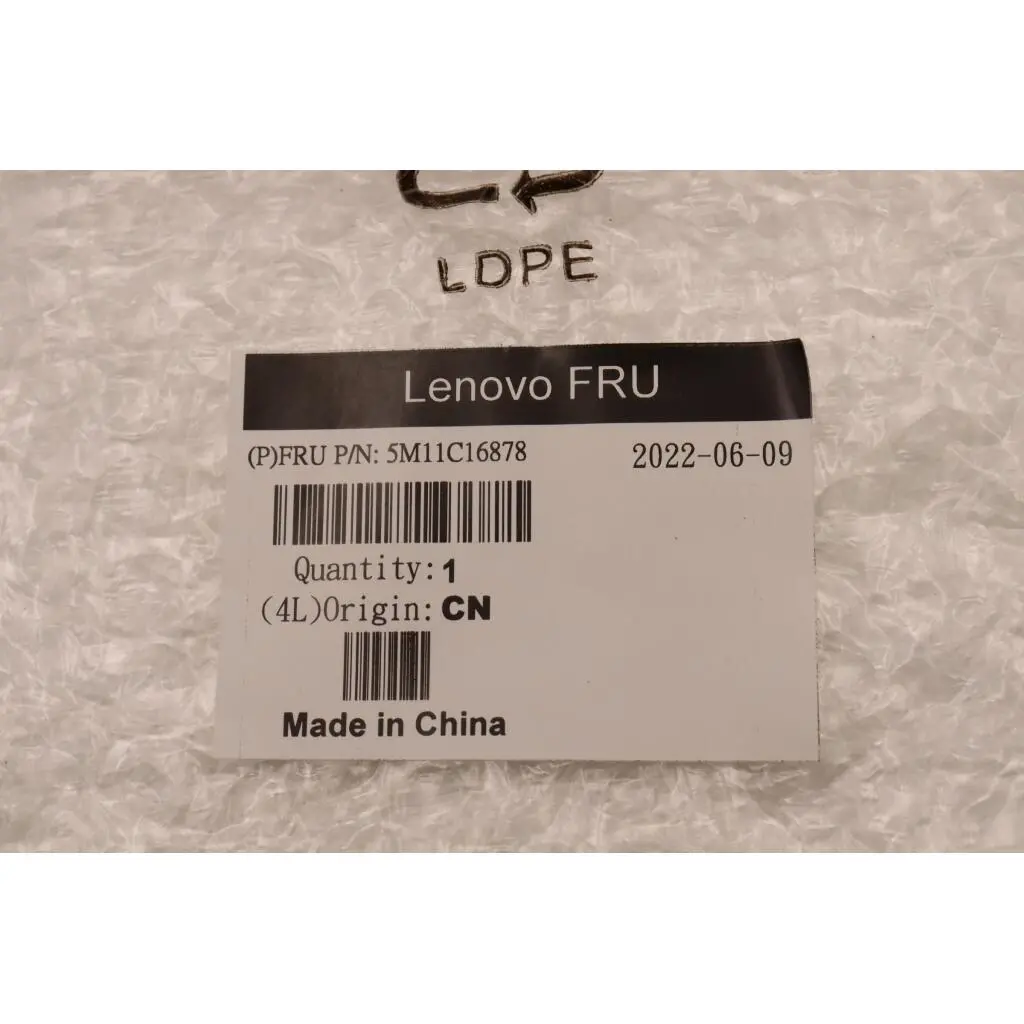 LDPE
Lenovo FRU
(P)FRU P/N: 5M11C16878 2022-06-09
Quantity: 1
(4L)Origin: CN
Made in China